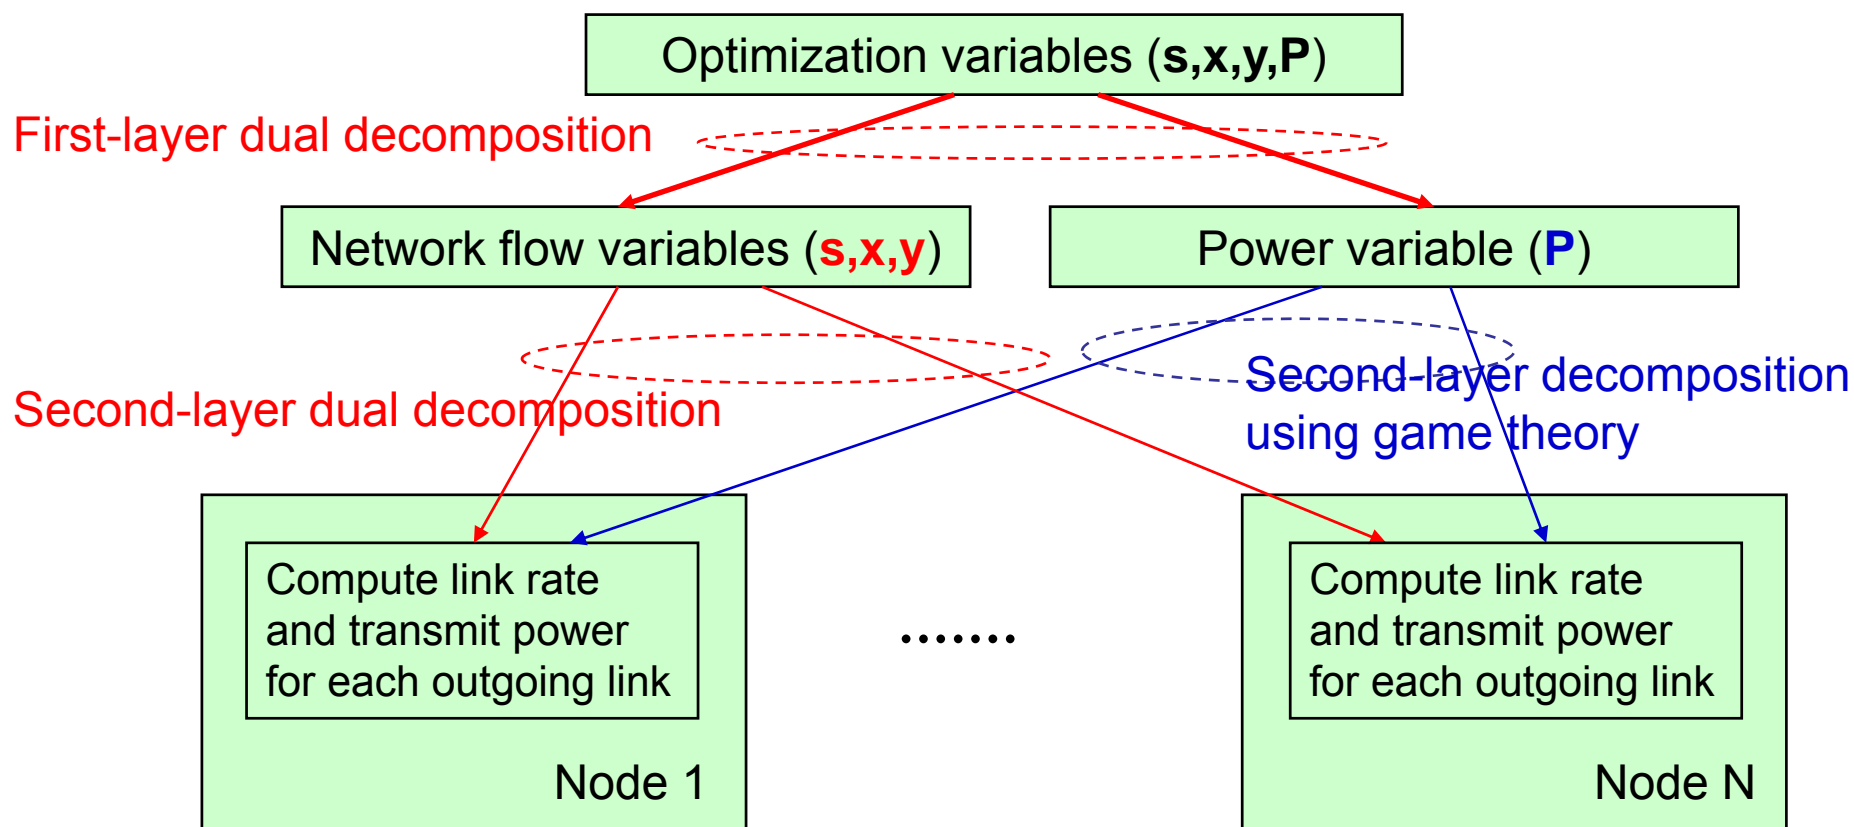 Optimization variables (s,x,y,P)
First-layer dual decomposition
Network flow variables (s,x,y)
Power variable (P)
Second-layer dual decomposition
Second-layer decomposition
using game theory
Compute link rate
and transmit power
for each outgoing link
Node 1
.......
Compute link rate
and transmit power
for each outgoing link
Node N